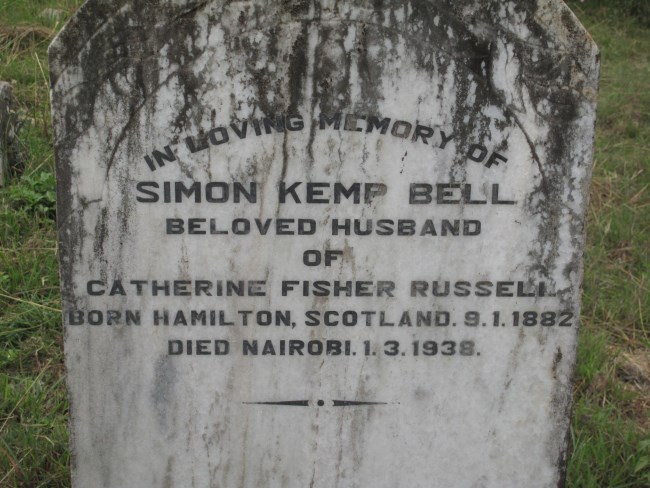 IN LOVING MEMORY OF
SIMON KEMP BELL
BELOVED HUSBAND
OF
CATHERINE FISHER RUSSELL
BORN HAMILTON, SCOTLAND. 9.1.1882
DIED NAIROBI. 1.3.1938.